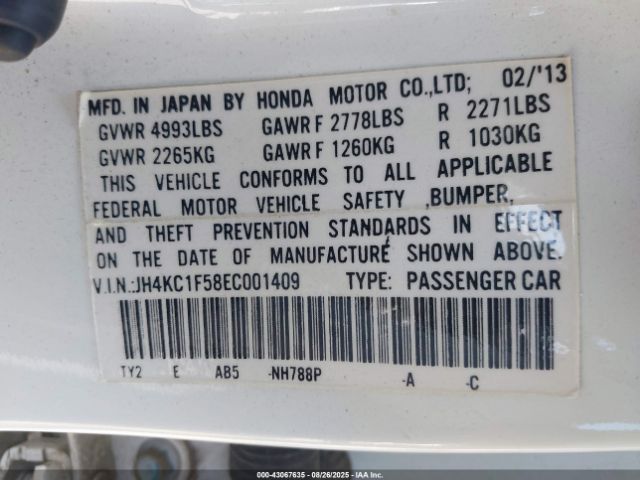 MFD. IN JAPAN BY HONDA MOTOR CO.,LTD; 02/'13
GVWR 4993LBS GAWR F 2778LBS R 2271LBS
GVWR 2265KG GAWR F 1260KG R 1030KG
THIS VEHICLE CONFORMS TO ALL APPLICABLE
FEDERAL MOTOR VEHICLE SAFETY ,BUMPER,
AND THEFT PREVENTION STANDARDS IN EFFECT
ON THE DATE OF MANUFACTURE SHOWN ABOVE.
V.I.N.:JH4KC1F58EC001409 TYPE: PASSENGER CAR
TY2 E AB5 -NH788P -A -C
000-43067635 - 08/26/2025 - Copyright IAA, Inc.